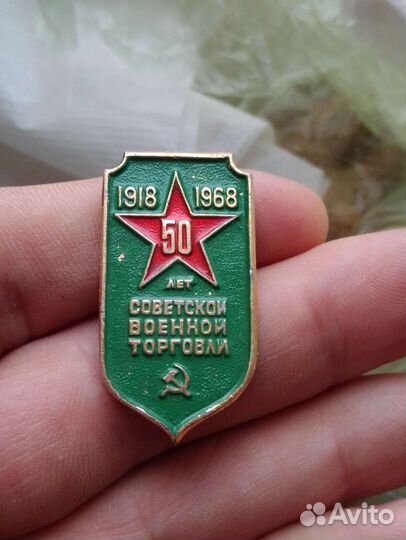 1918 1968
50
ЛЕТ
СОВЕТСКОЙ
ВОЕННОЙ
ТОРГОВЛИ
Avito